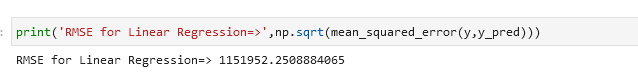 print('RMSE for Linear Regression=>',np.sqrt(mean_squared_error(y,y_pred)))
RMSE for Linear Regression=> 1151952.2508884065